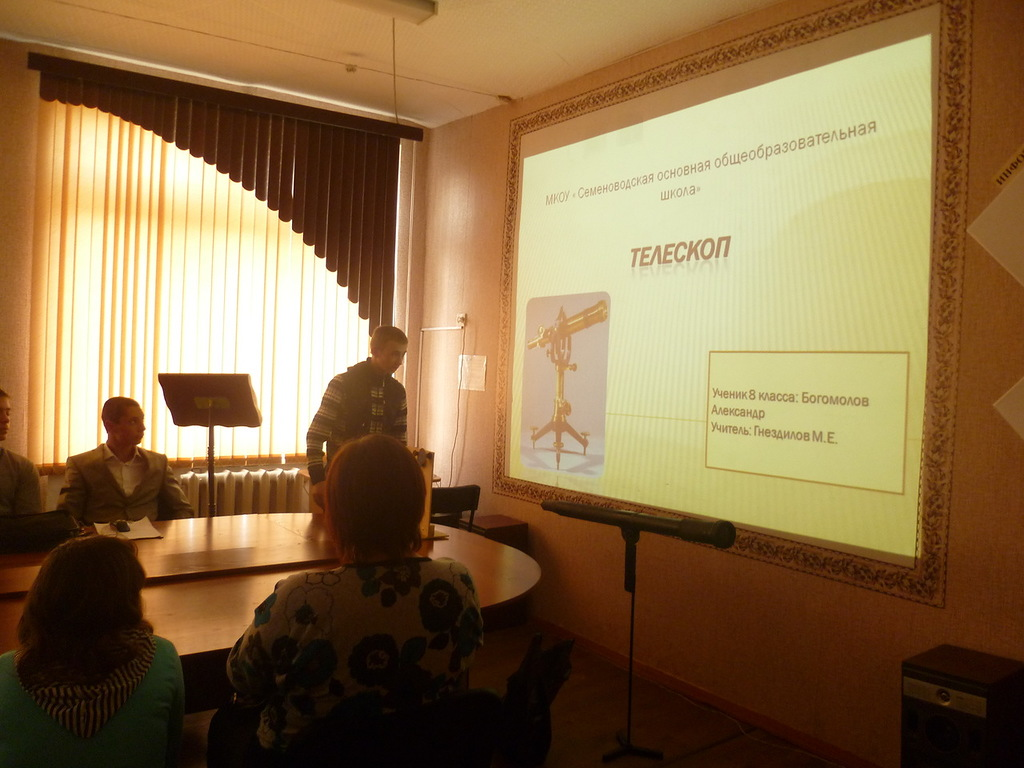 МКОУ « Семеноводская основная общеобразовательная
школа»
ТЕЛЕСКОП
Ученик 8 класса: Богомолов
Александр
Учитель: Гнездилов М.Е.